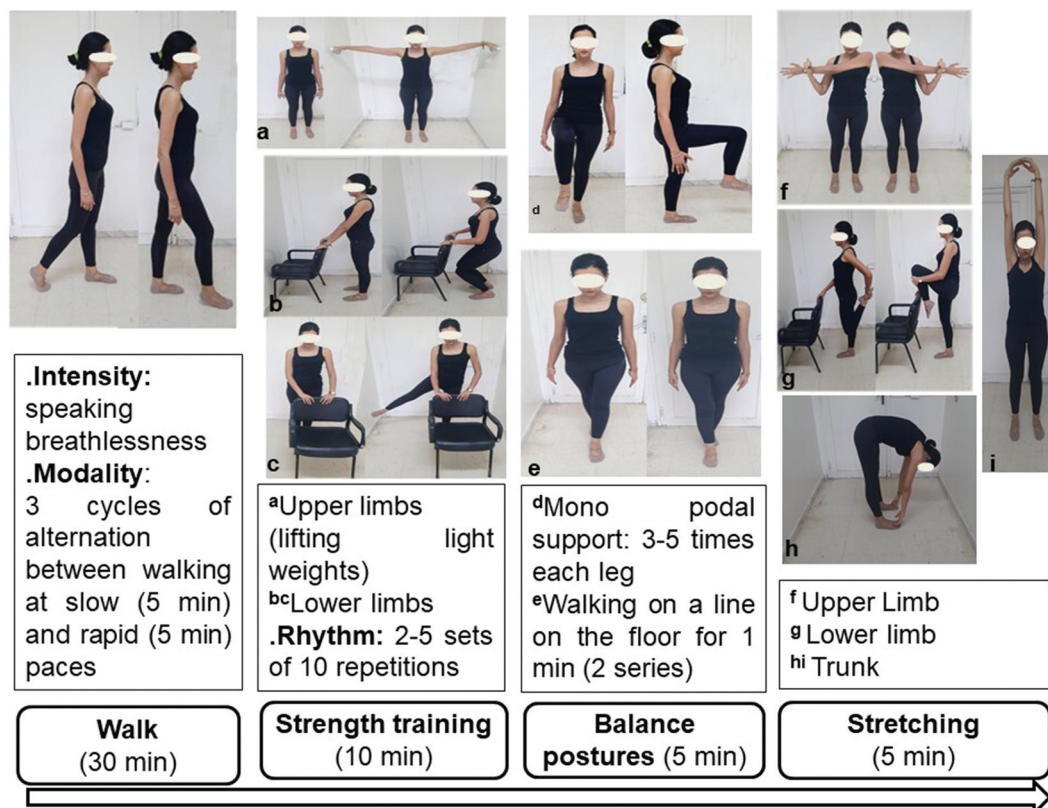 a
b
c
d
e
f
g
h
i
.Intensity:
speaking
breathlessness
.Modality:
3 cycles of
alternation
between walking
at slow (5 min)
and rapid (5 min)
paces
aUpper limbs
(lifting light
weights)
bcLower limbs
.Rhythm: 2-5 sets
of 10 repetitions
dMono podal
support: 3-5 times
each leg
eWalking on a line
on the floor for 1
min (2 series)
f Upper Limb
g Lower limb
hi Trunk
Walk
(30 min)
Strength training
(10 min)
Balance
postures (5 min)
Stretching
(5 min)